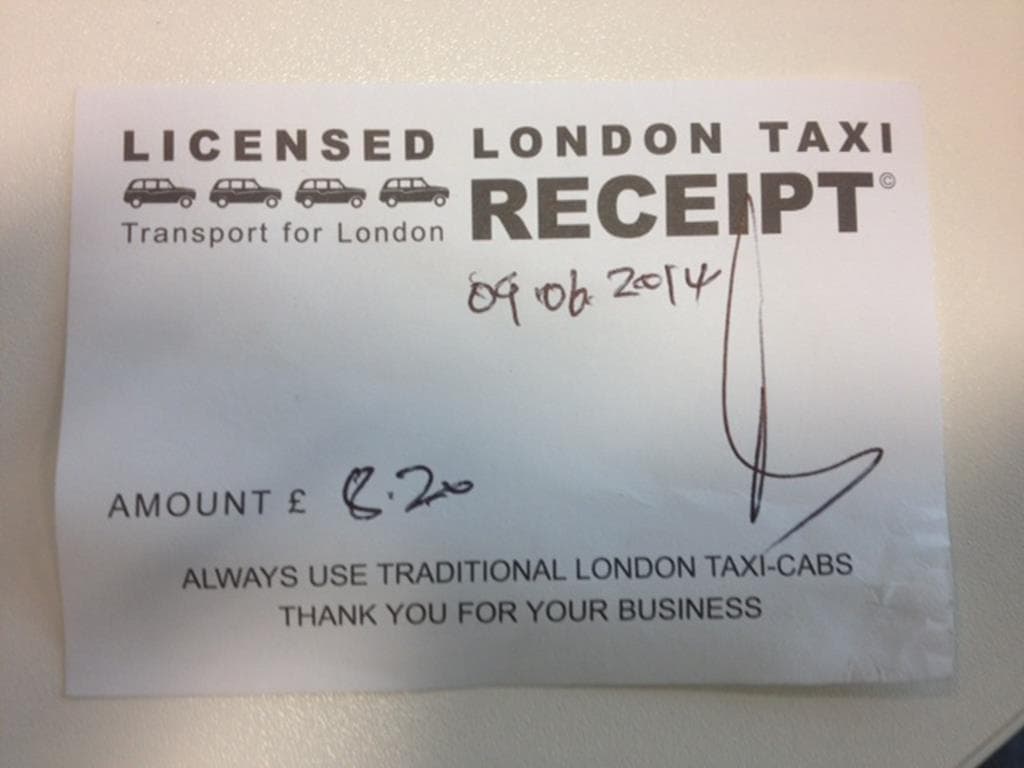 LICENSED LONDON TAXI
RECEIPT©
Transport for London
09.06.2014
AMOUNT £ 8.20
ALWAYS USE TRADITIONAL LONDON TAXI-CABS
THANK YOU FOR YOUR BUSINESS